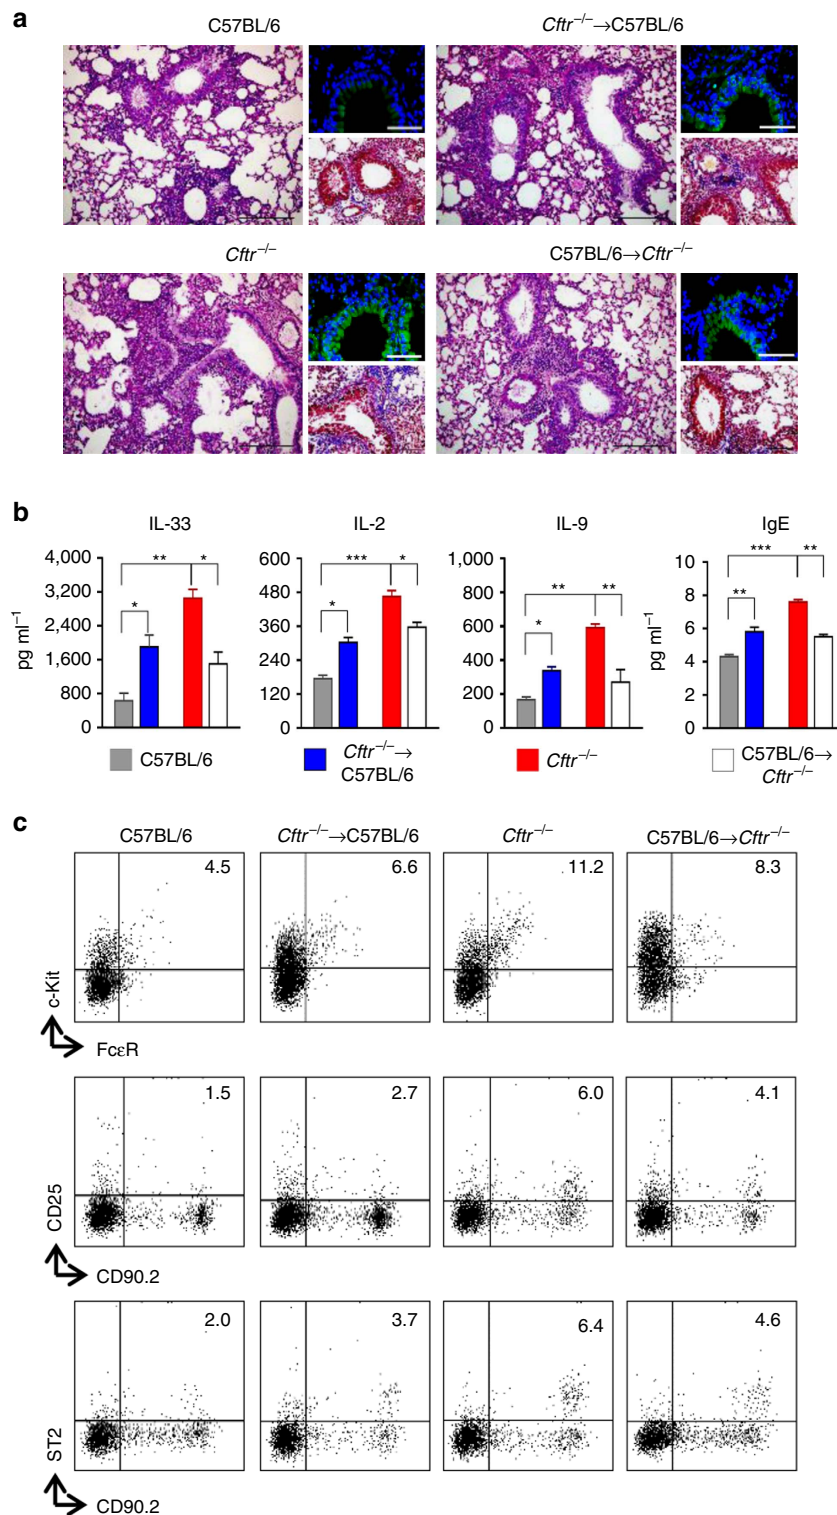 a
C57BL/6
Cftr−/−→C57BL/6
Cftr−/−
C57BL/6→Cftr−/−
b
IL-33
IL-2
IL-9
IgE
pg ml−1
4,000
3,200
2,400
1,600
800
0
**
*
*
600
480
360
240
120
0
***
*
*
1,000
800
600
400
200
0
**
**
*
pg ml−1
10
8
6
4
2
0
***
**
**
C57BL/6
Cftr−/−→
C57BL/6
Cftr−/−
C57BL/6→
Cftr−/−
c
C57BL/6
Cftr−/−→C57BL/6
Cftr−/−
C57BL/6→Cftr−/−
4.5
6.6
11.2
8.3
c-Kit
FcεR
1.5
2.7
6.0
4.1
CD25
CD90.2
2.0
3.7
6.4
4.6
ST2
CD90.2